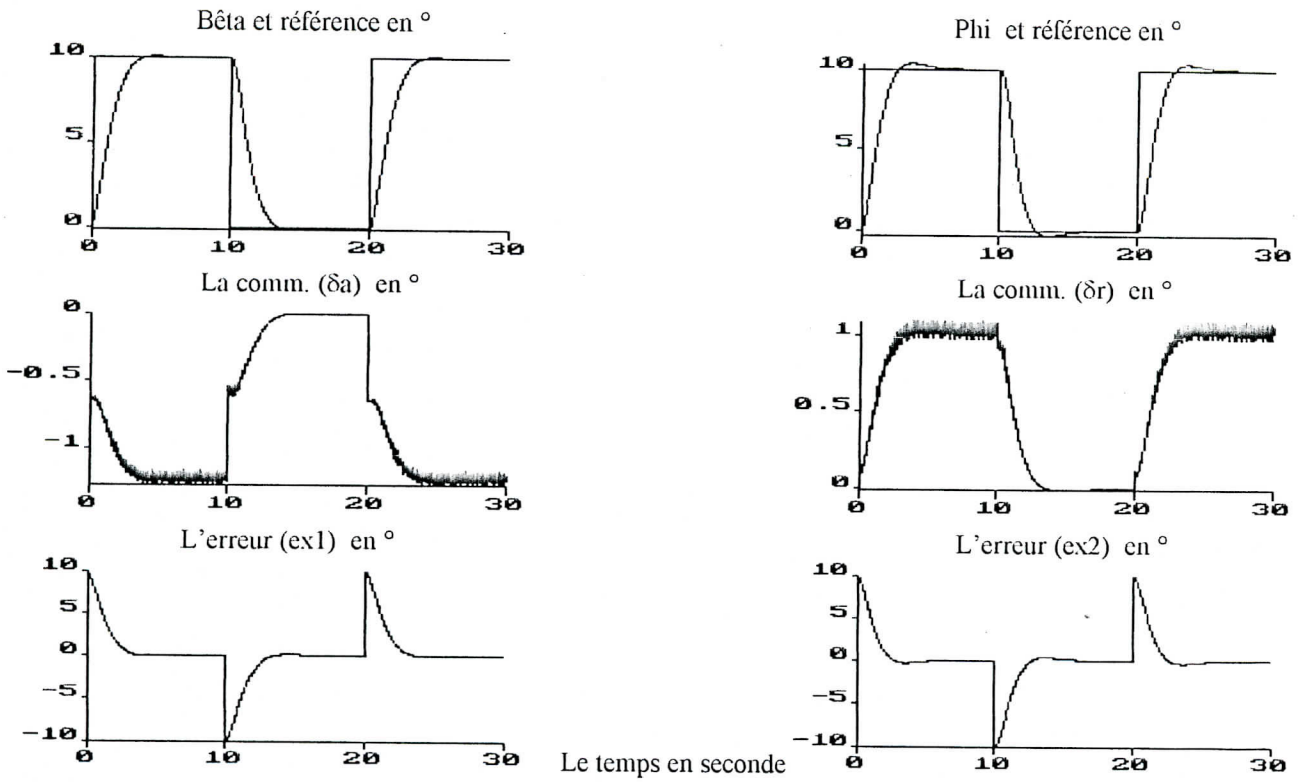 Bêta et référence en °
10
5
0
0 10 20 30
Phi et référence en °
10
5
0
0 10 20 30
La comm. (δa) en °
0
-0.5
-1
0 10 20 30
La comm. (δr) en °
1
0.5
0
0 10 20 30
L'erreur (ex1) en °
10
5
0
-5
-10
0 10 20 30
L'erreur (ex2) en °
10
5
0
-5
-10
0 10 20 30
Le temps en seconde